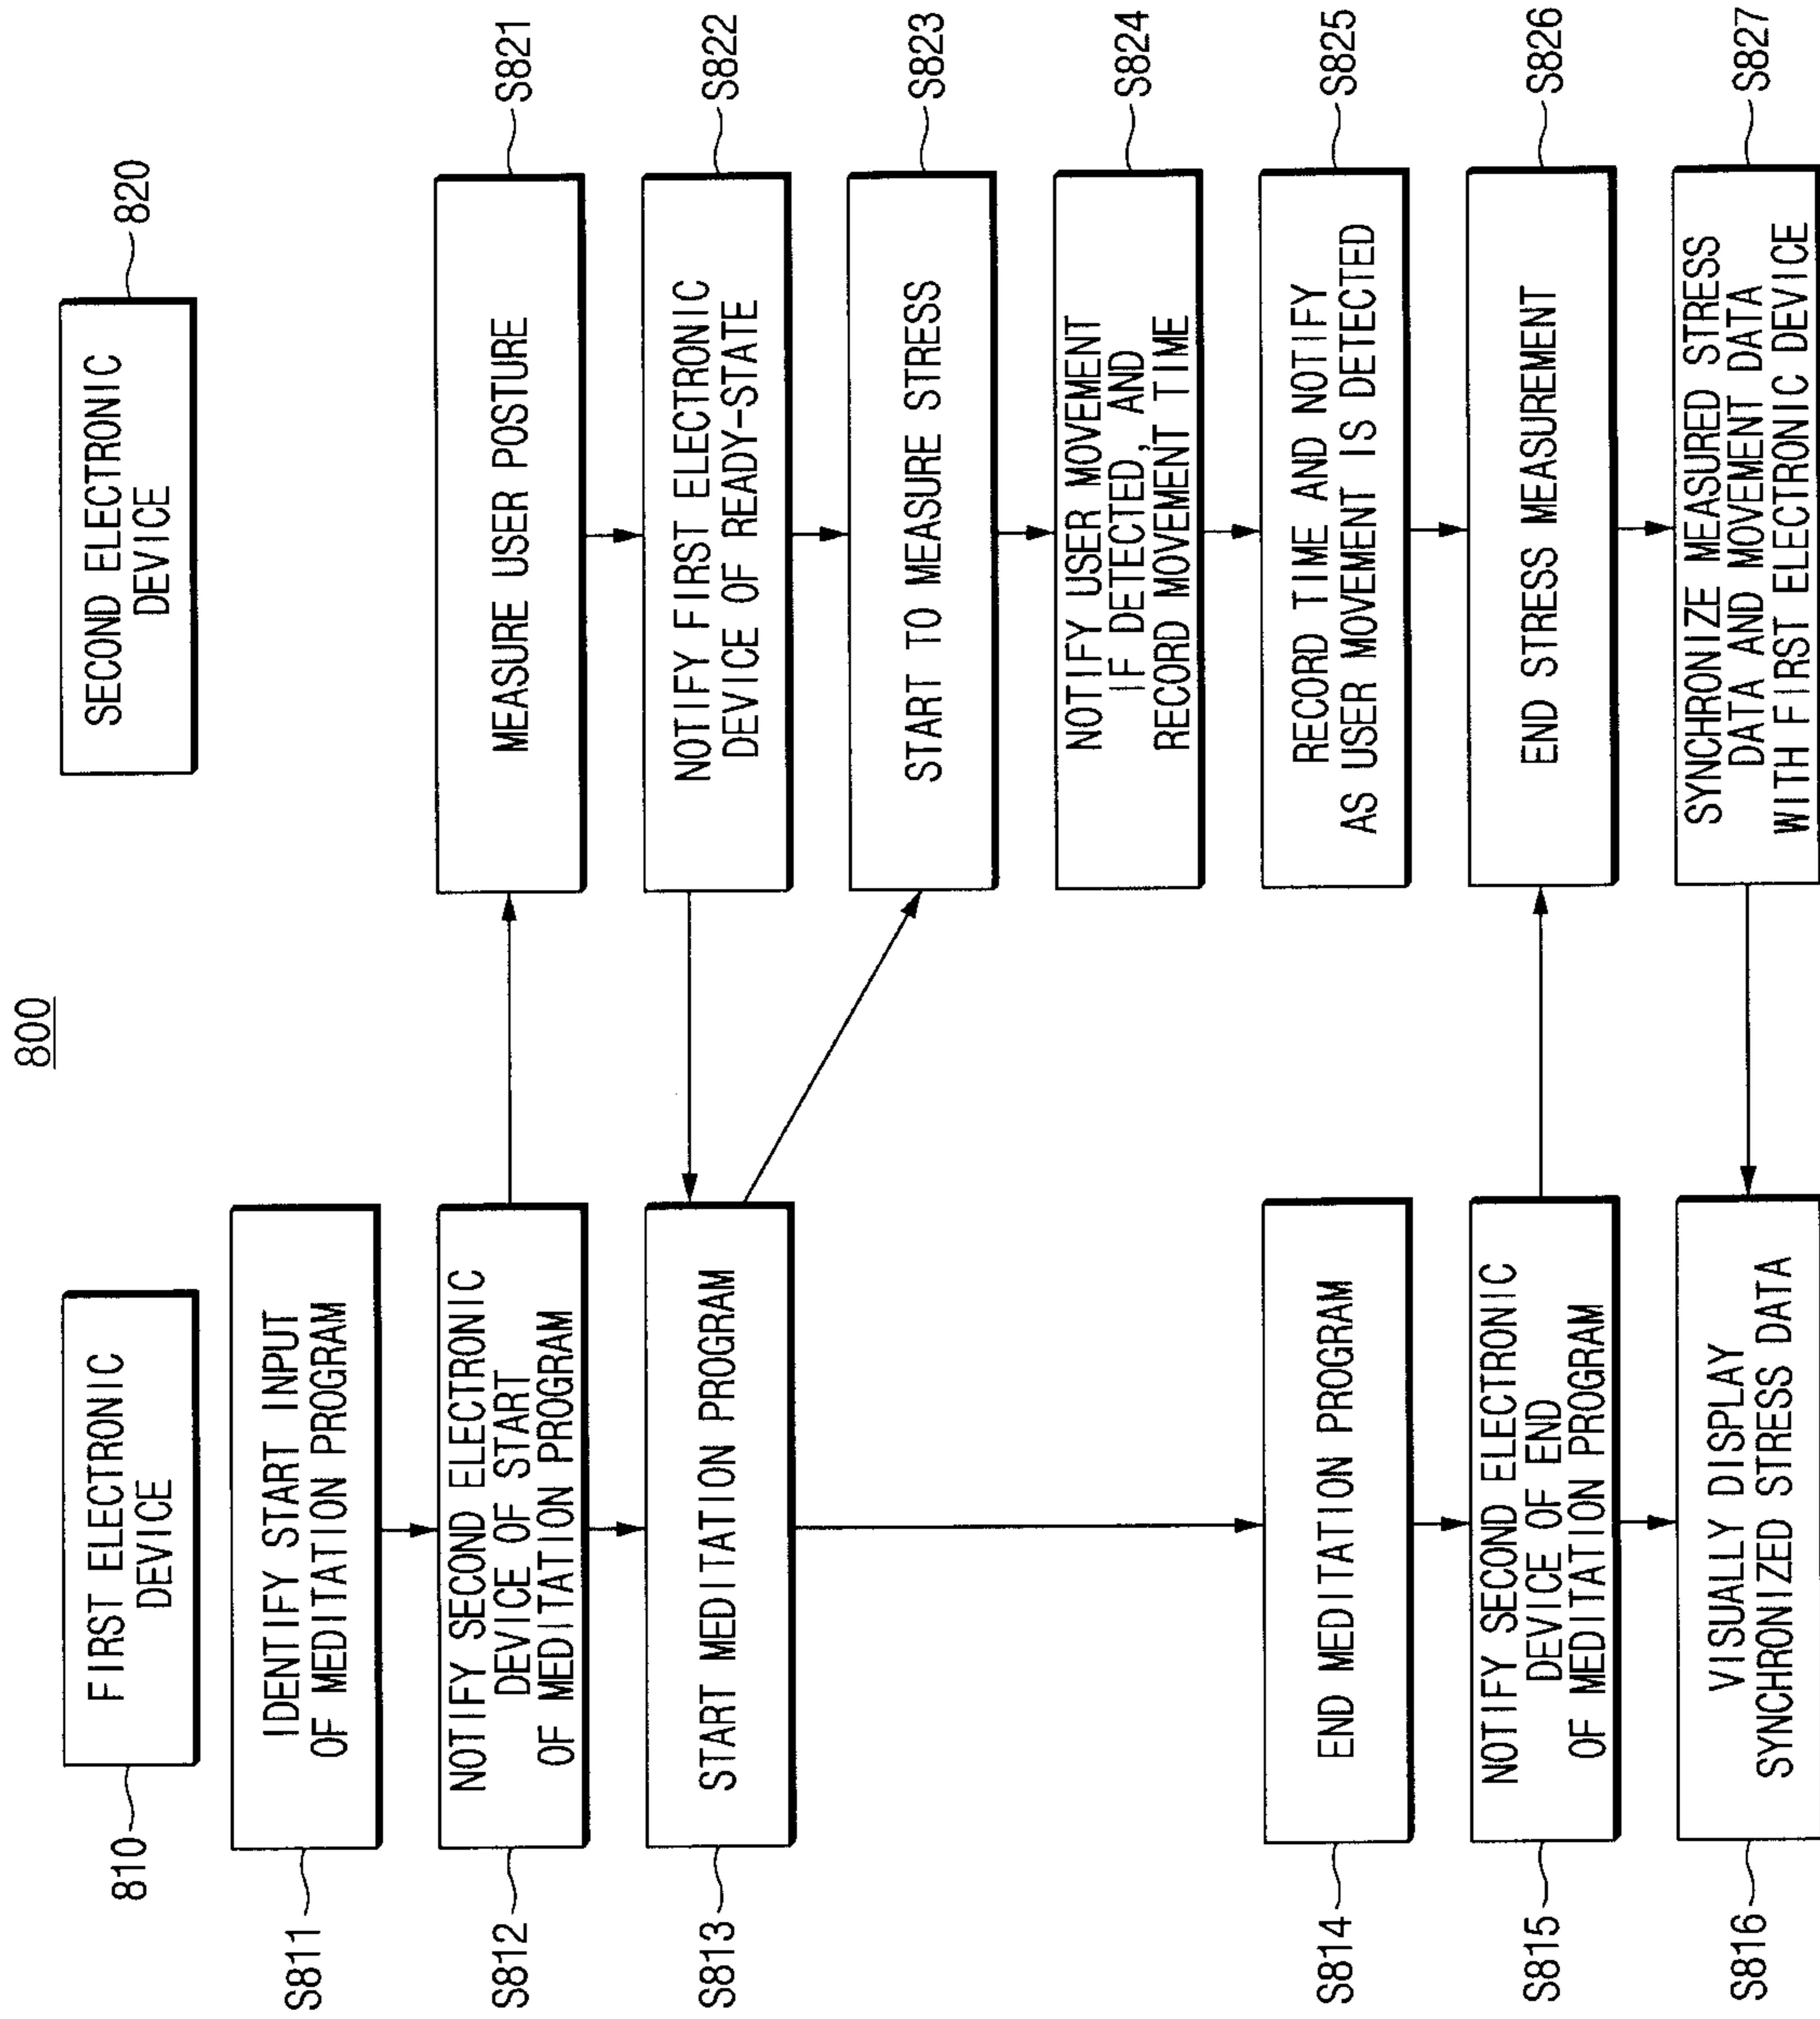 800
FIRST ELECTRONIC
DEVICE
810
SECOND ELECTRONIC
DEVICE
820
S811
IDENTIFY START INPUT
OF MEDITATION PROGRAM
S812
NOTIFY SECOND ELECTRONIC
DEVICE OF START
OF MEDITATION PROGRAM
MEASURE USER POSTURE
S821
S813
START MEDITATION PROGRAM
NOTIFY FIRST ELECTRONIC
DEVICE OF READY-STATE
S822
START TO MEASURE STRESS
S823
NOTIFY USER MOVEMENT
IF DETECTED, AND
RECORD MOVEMENT TIME
S824
S814
END MEDITATION PROGRAM
RECORD TIME AND NOTIFY
AS USER MOVEMENT IS DETECTED
S825
S815
NOTIFY SECOND ELECTRONIC
DEVICE OF END
OF MEDITATION PROGRAM
END STRESS MEASUREMENT
S826
S816
VISUALLY DISPLAY
SYNCHRONIZED STRESS DATA
SYNCHRONIZE MEASURED STRESS
DATA AND MOVEMENT DATA
WITH FIRST ELECTRONIC DEVICE
S827